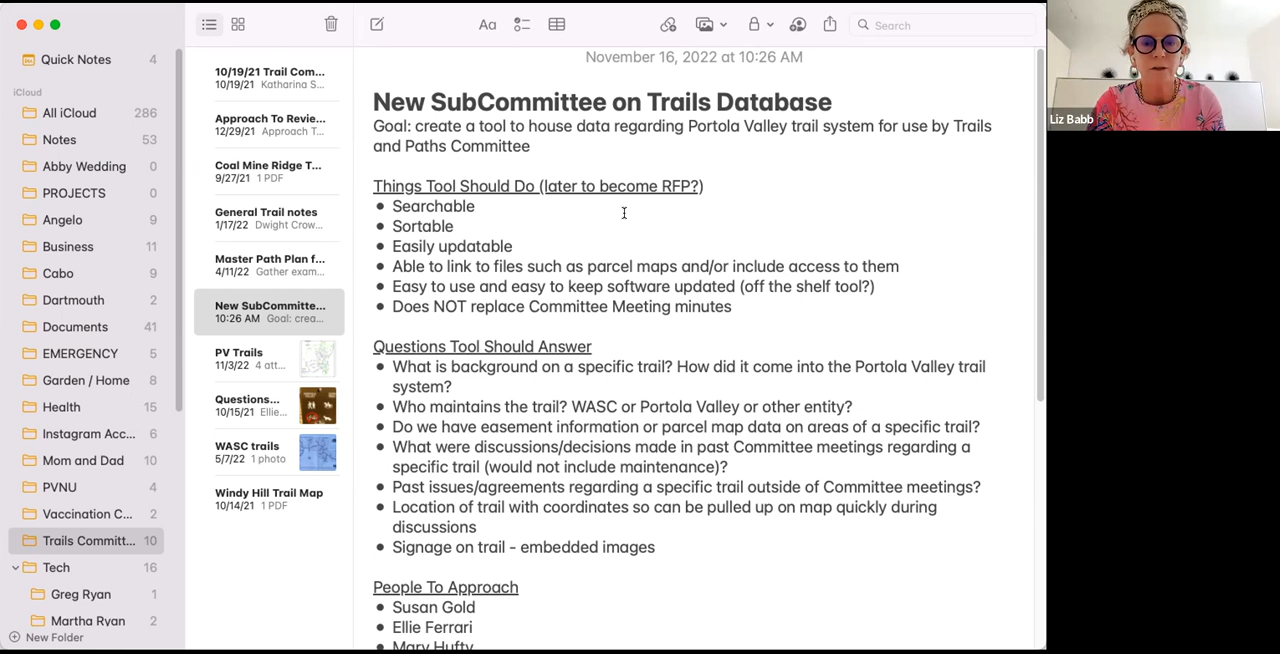 Quick Notes 4
iCloud
All iCloud 286
Notes 53
Abby Wedding 0
PROJECTS 0
Angelo 9
Business 11
Cabo 9
Dartmouth 2
Documents 41
EMERGENCY 5
Garden / Home 8
Health 15
Instagram Acc... 6
Mom and Dad 10
PVNU 4
Vaccination C... 2
Trails Committ... 10
Tech 16
Greg Ryan 1
Martha Ryan 2
New Folder
10/19/21 Trail Com...
10/19/21 Katharina S...
Approach To Revie...
12/29/21 Approach T...
Coal Mine Ridge T...
9/27/21 1 PDF
General Trail notes
1/17/22 Dwight Crow...
Master Path Plan f...
4/11/22 Gather exam...
New SubCommitte...
10:26 AM Goal: crea...
PV Trails
11/3/22 4 att...
Questions...
10/15/21 Ellie...
WASC trails
5/7/22 1 photo
Windy Hill Trail Map
10/14/21 1 PDF
Aa
Search
November 16, 2022 at 10:26 AM
New SubCommittee on Trails Database
Goal: create a tool to house data regarding Portola Valley trail system for use by Trails
and Paths Committee
Things Tool Should Do (later to become RFP?)
• Searchable
• Sortable
• Easily updatable
• Able to link to files such as parcel maps and/or include access to them
• Easy to use and easy to keep software updated (off the shelf tool?)
• Does NOT replace Committee Meeting minutes
Questions Tool Should Answer
• What is background on a specific trail? How did it come into the Portola Valley trail
system?
• Who maintains the trail? WASC or Portola Valley or other entity?
• Do we have easement information or parcel map data on areas of a specific trail?
• What were discussions/decisions made in past Committee meetings regarding a
specific trail (would not include maintenance)?
• Past issues/agreements regarding a specific trail outside of Committee meetings?
• Location of trail with coordinates so can be pulled up on map quickly during
discussions
• Signage on trail - embedded images
People To Approach
• Susan Gold
• Ellie Ferrari
• Mary Hufty
Liz Babb